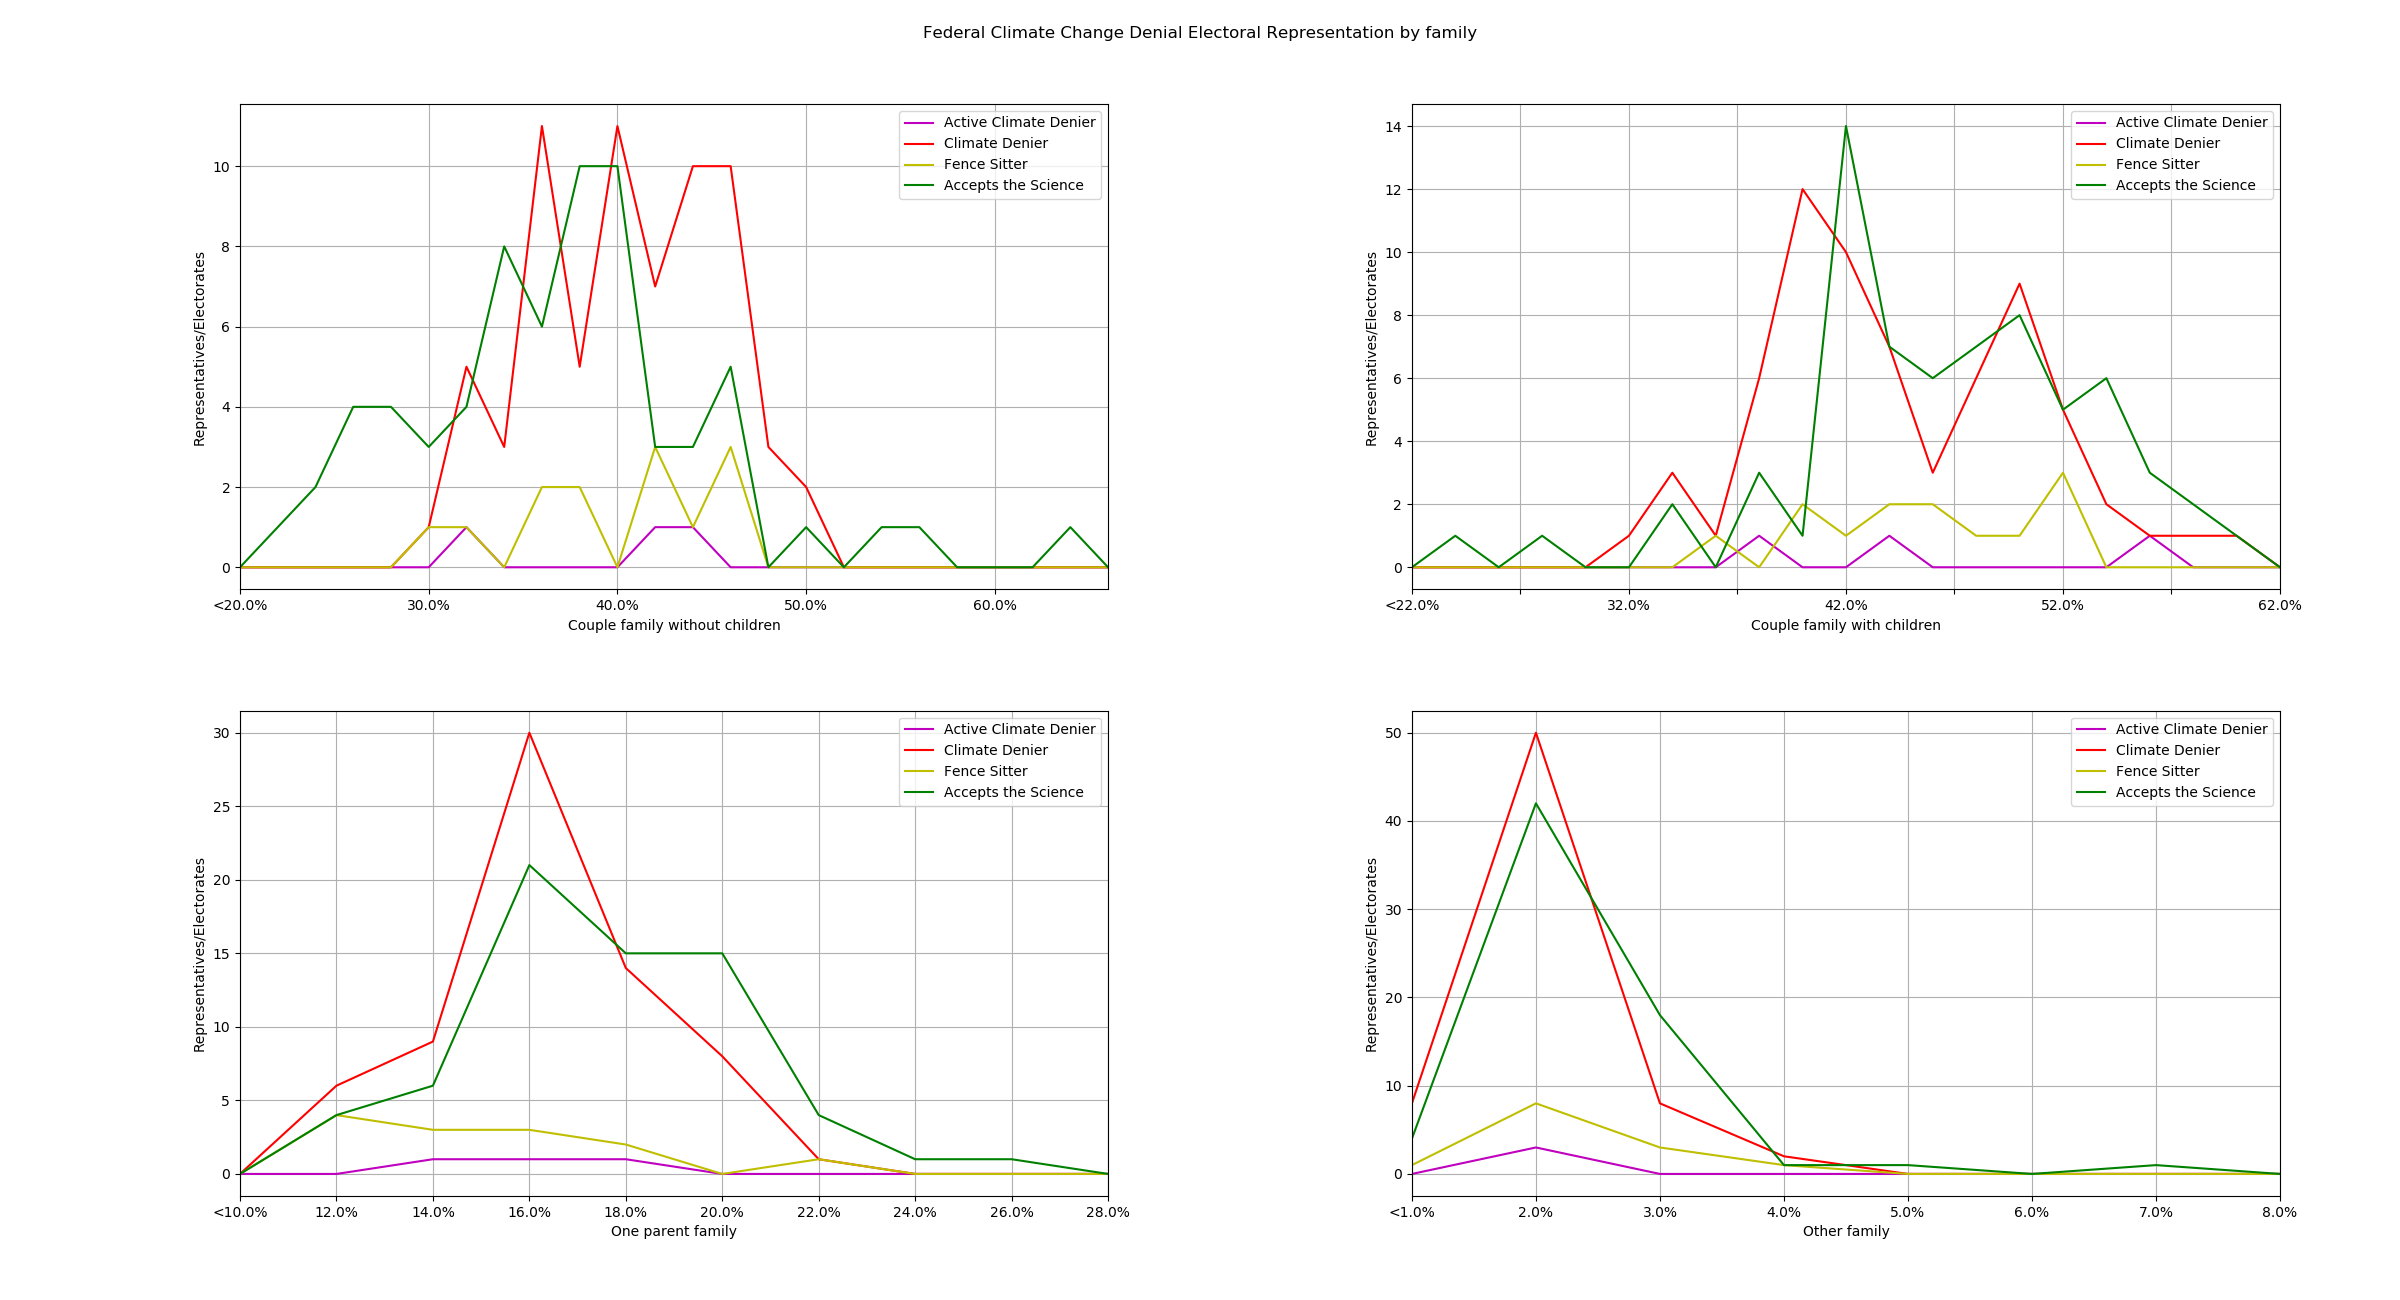 Federal Climate Change Denial Electoral Representation by family
Active Climate Denier
Climate Denier
Fence Sitter
Accepts the Science
Representatives/Electorates
10
8
6
4
2
0
<20.0% 30.0% 40.0% 50.0% 60.0%
Couple family without children
Active Climate Denier
Climate Denier
Fence Sitter
Accepts the Science
Representatives/Electorates
14
12
10
8
6
4
2
0
<22.0% 32.0% 42.0% 52.0% 62.0%
Couple family with children
Active Climate Denier
Climate Denier
Fence Sitter
Accepts the Science
Representatives/Electorates
30
25
20
15
10
5
0
<10.0% 12.0% 14.0% 16.0% 18.0% 20.0% 22.0% 24.0% 26.0% 28.0%
One parent family
Active Climate Denier
Climate Denier
Fence Sitter
Accepts the Science
Representatives/Electorates
50
40
30
20
10
0
<1.0% 2.0% 3.0% 4.0% 5.0% 6.0% 7.0% 8.0%
Other family